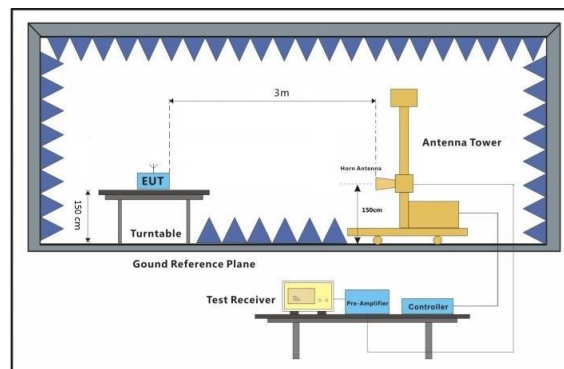 3m
Antenna Tower
Horn Antenna
EUT
150 cm
150cm
Turntable
Gound Reference Plane
Test Receiver
Pre-Amplifier
Controller